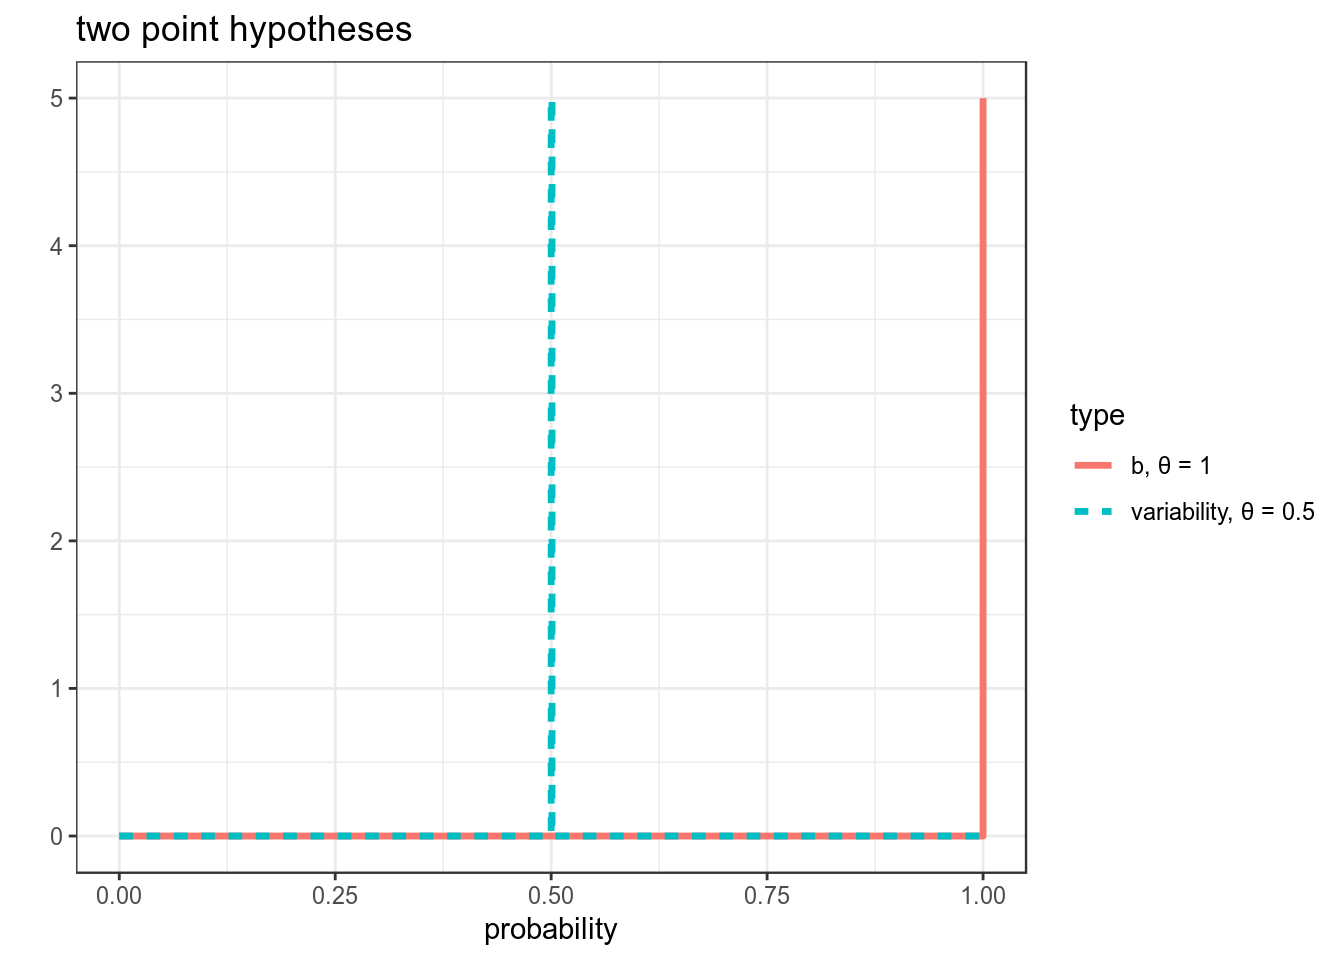 two point hypotheses
5
4
3
2
1
0
0.00 0.25 0.50 0.75 1.00
probability
type
b, θ = 1
variability, θ = 0.5